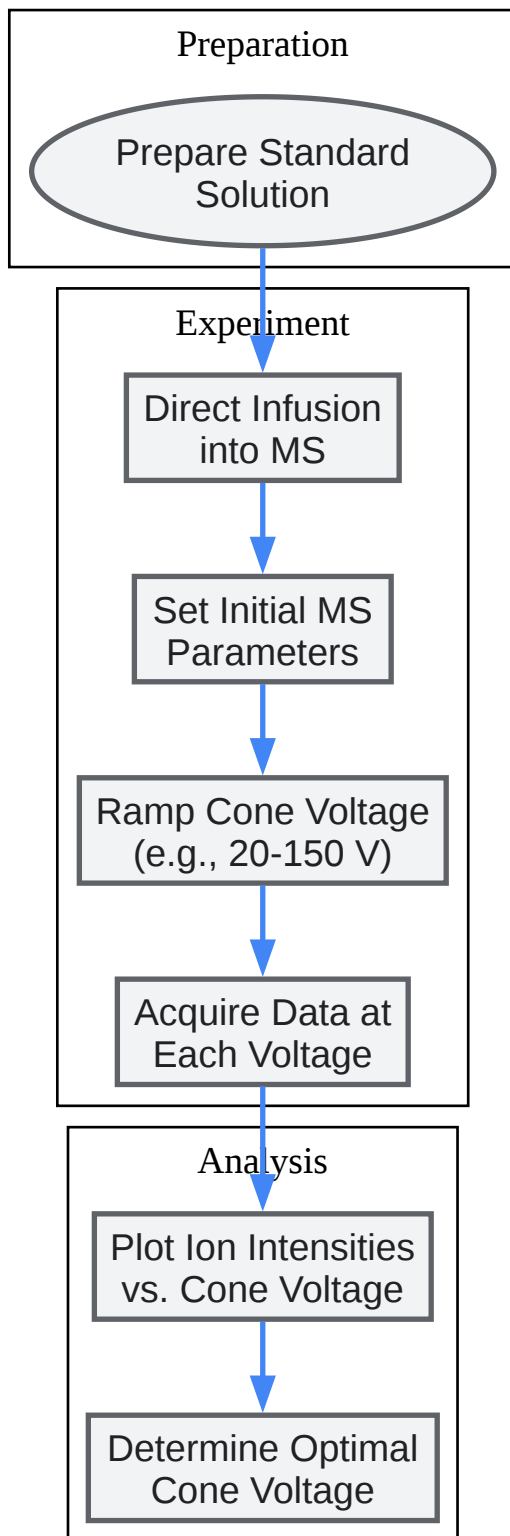 Preparation
Prepare Standard
Solution
Experiment
Direct Infusion
into MS
Set Initial MS
Parameters
Ramp Cone Voltage
(e.g., 20-150 V)
Acquire Data at
Each Voltage
Analysis
Plot Ion Intensities
vs. Cone Voltage
Determine Optimal
Cone Voltage